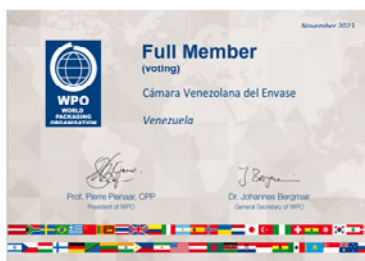 November 2023
Full Member
(voting)
Cámara Venezolana del Envase
Venezuela
WPO
WORLD
PACKAGING
ORGANISATION
Prof. Pierre Pienaar, CPP
President of WPO
Dr. Johannes Bergmair
General Secretary of WPO